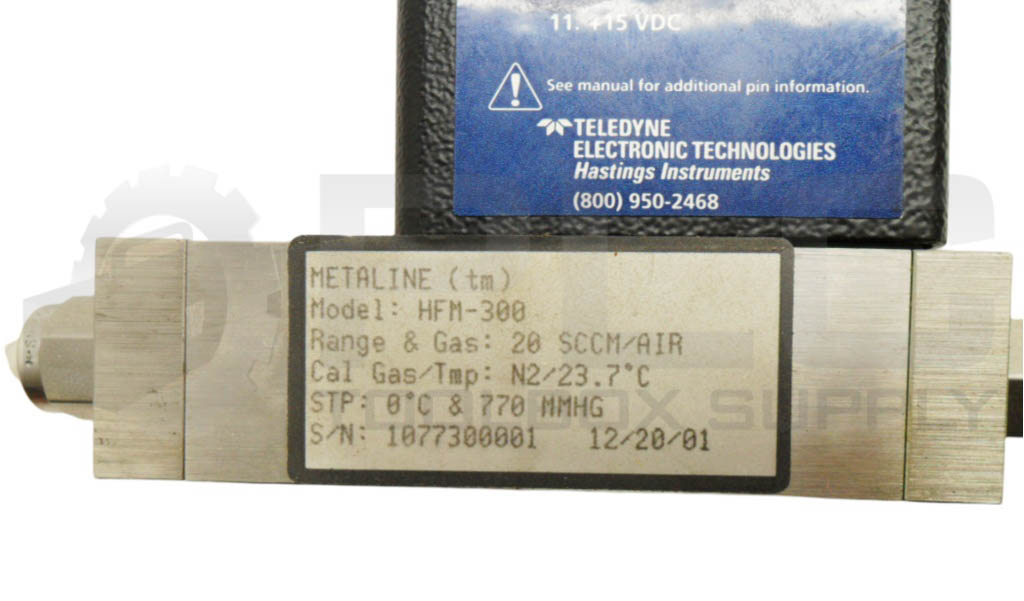 11. +15 VDC
See manual for additional pin information.
TELEDYNE
ELECTRONIC TECHNOLOGIES
Hastings Instruments
(800) 950-2468
METALINE (tm)
Model: HFM-300
Range & Gas: 20 SCCM/AIR
Cal Gas/Tmp: N2/23.7°C
STP: 0°C & 770 MMHG
S/N: 1077300001 12/20/01
SUPPLY